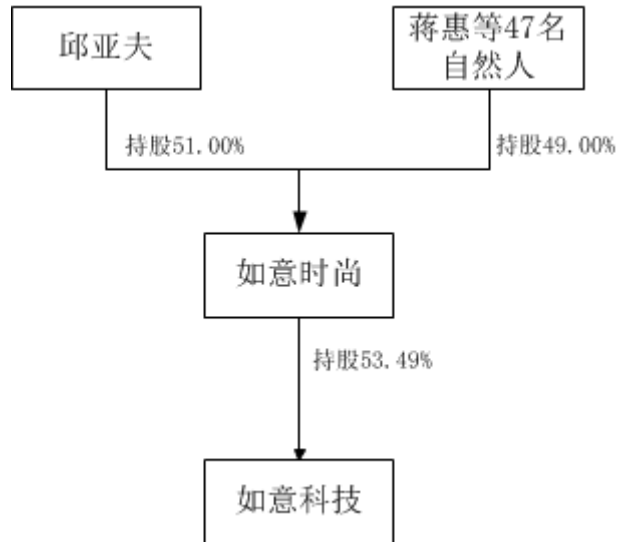 邱亚夫
蒋惠等47名
自然人
持股51.00%
持股49.00%
如意时尚
持股53.49%
如意科技